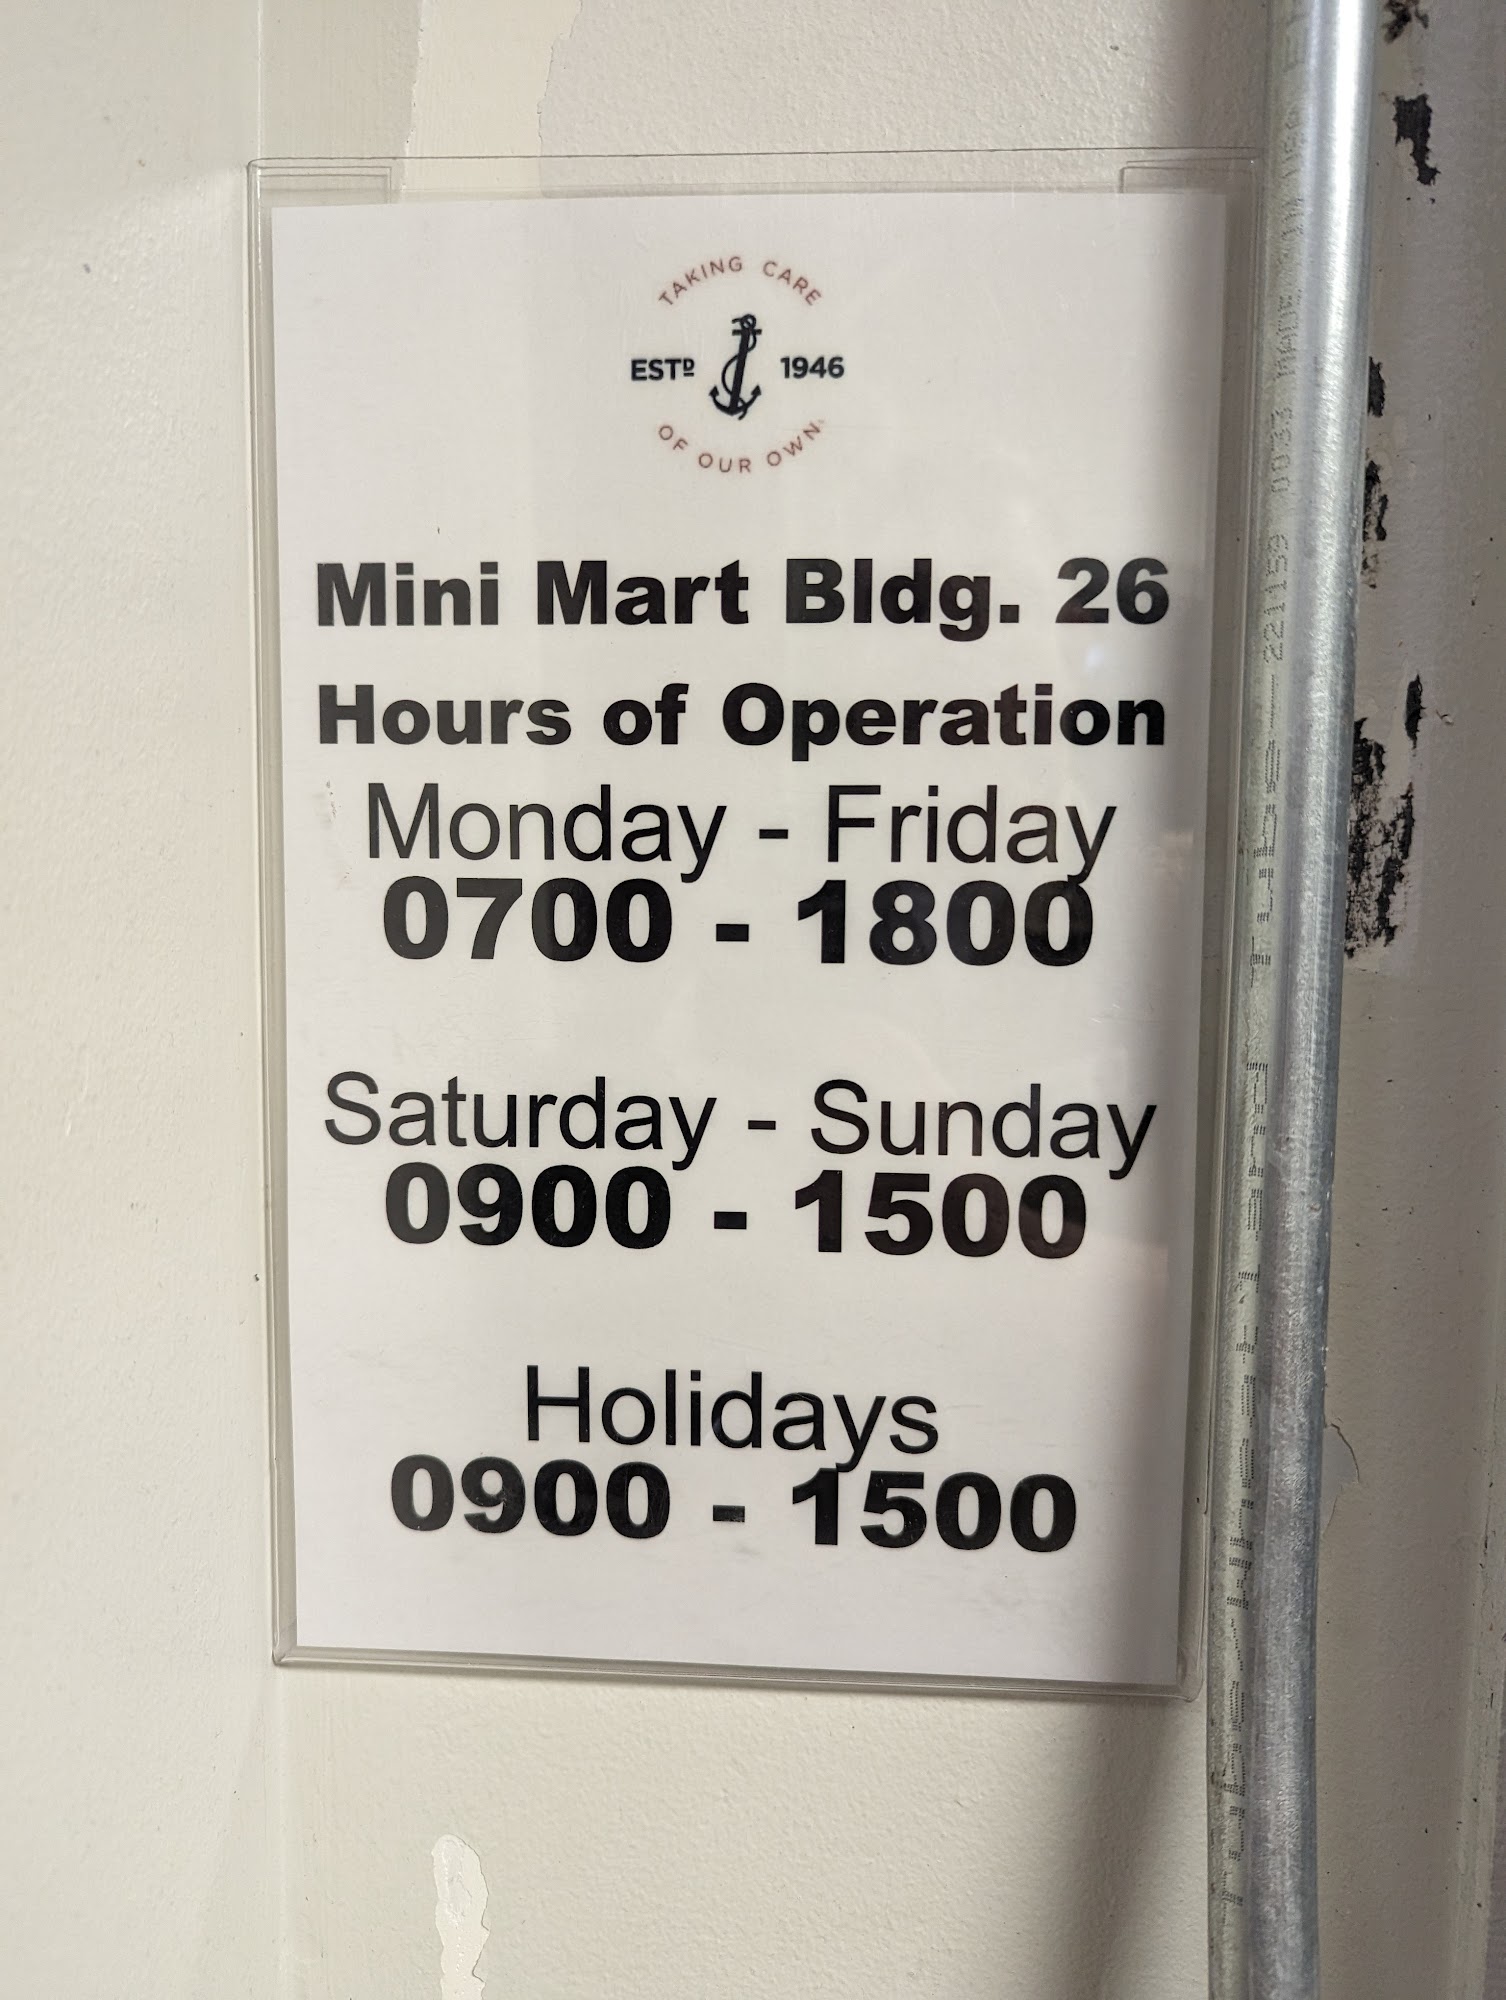 TAKING CARE
ESTD 1946
OF OUR OWN
Mini Mart Bldg. 26
Hours of Operation
Monday - Friday
0700 - 1800
Saturday - Sunday
0900 - 1500
Holidays
0900 - 1500